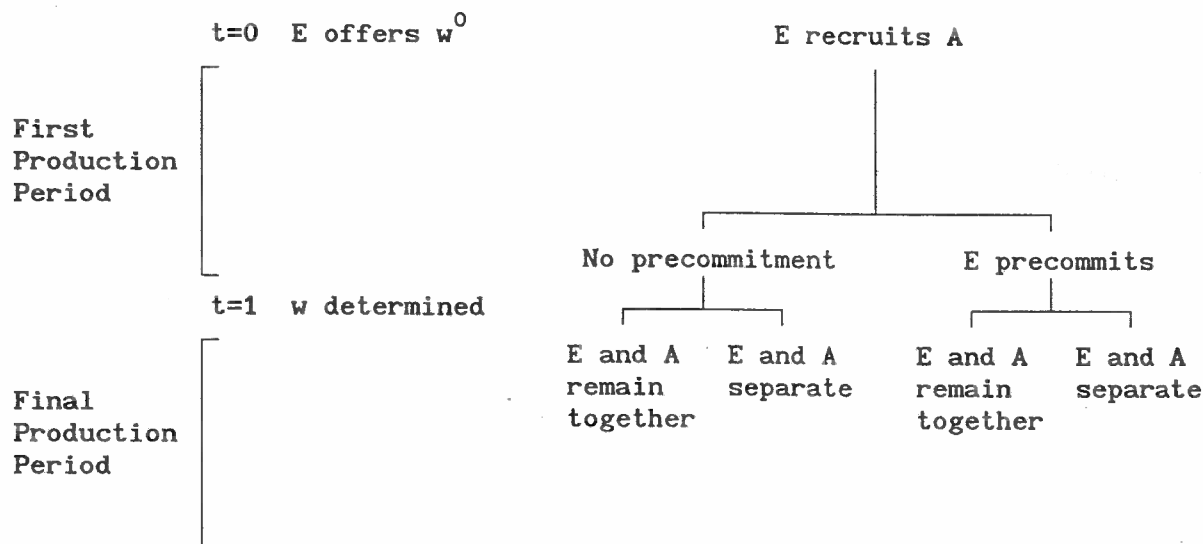 t=0 E offers w⁰
E recruits A
First
Production
Period
No precommitment
E precommits
t=1 w determined
E and A
remain
together
E and A
separate
E and A
remain
together
E and A
separate
Final
Production
Period